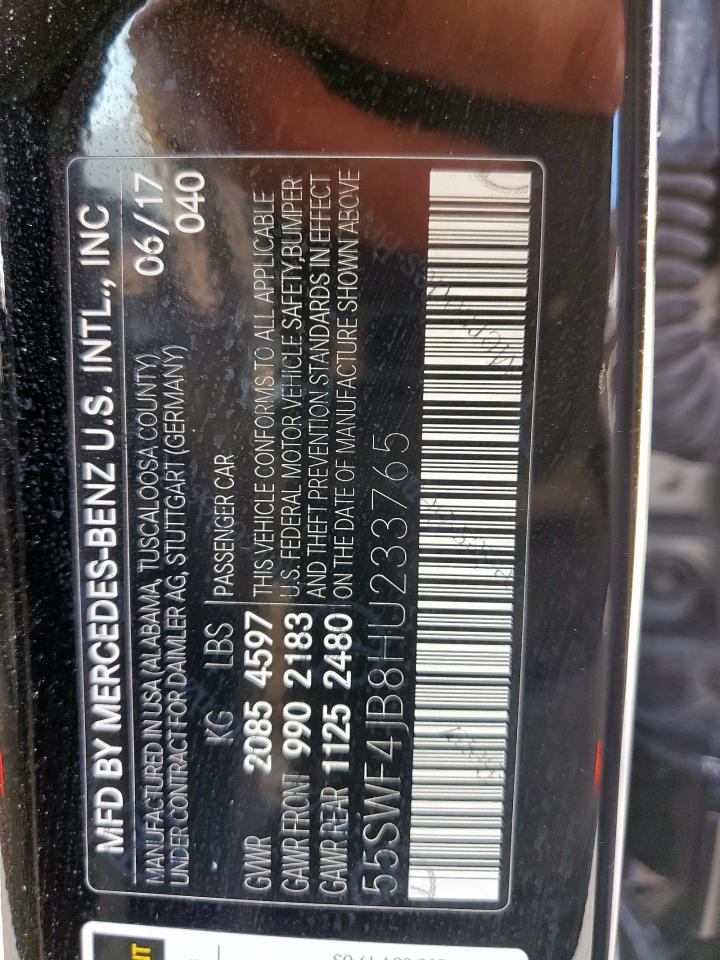 MFD BY MERCEDES-BENZ U.S. INTL., INC
MANUFACTURED IN USA (ALABAMA, TUSCALOOSA COUNTY) 06/17
UNDER CONTRACT FOR DAIMLER AG, STUTTGART (GERMANY) 040
KG LBS PASSENGER CAR
GWR 2085 4597 THIS VEHICLE CONFORMS TO ALL APPLICABLE
GAWR FRONT 990 2183 U.S. FEDERAL MOTOR VEHICLE SAFETY,BUMPER
GAWR REAR 1125 2480 AND THEFT PREVENTION STANDARDS IN EFFECT
ON THE DATE OF MANUFACTURE SHOWN ABOVE
55SWF4JB8HU233765